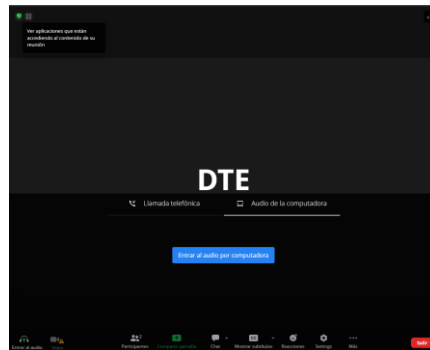 Ver aplicaciones que están
accediendo al contenido de su
reunión
DTE
Llamada telefónica
Audio de la computadora
Entrar al audio por computadora
Entrar al audio
Video
Participantes
Compartir pantalla
Chat
Mostrar subtítulos
Reacciones
Settings
Más
Salir